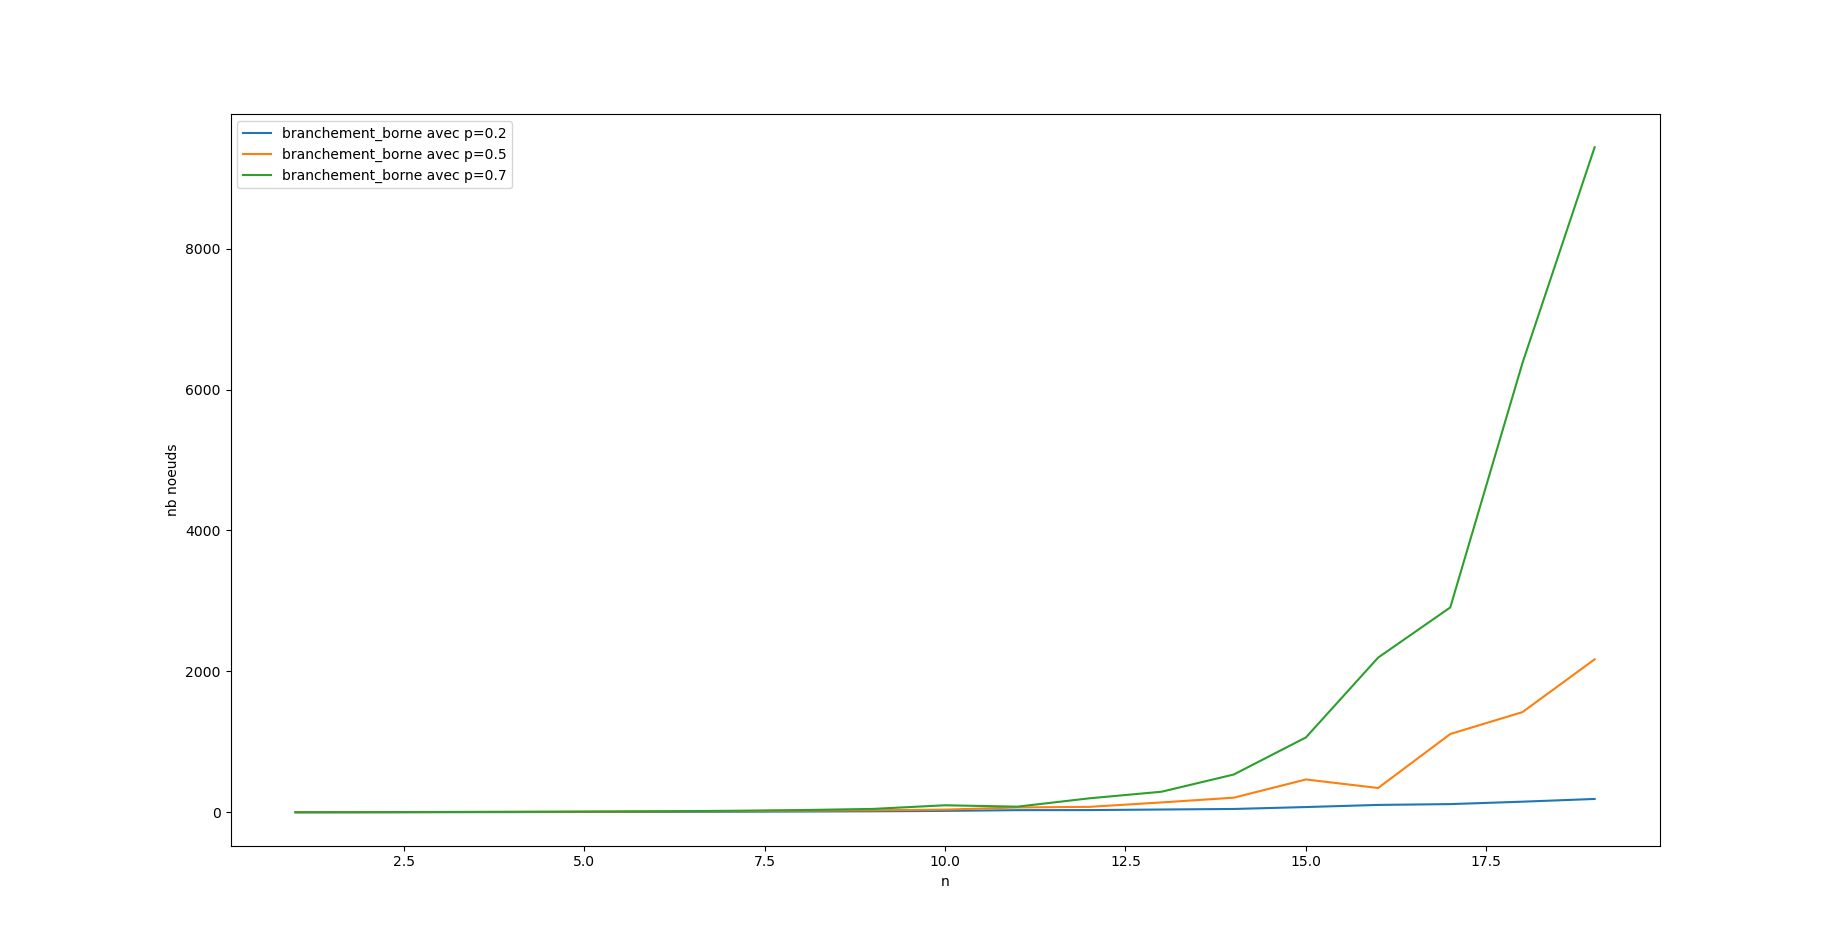 branchement_borne avec p=0.2
branchement_borne avec p=0.5
branchement_borne avec p=0.7
8000
6000
4000
2000
0
nb noeuds
2.5 5.0 7.5 10.0 12.5 15.0 17.5
n